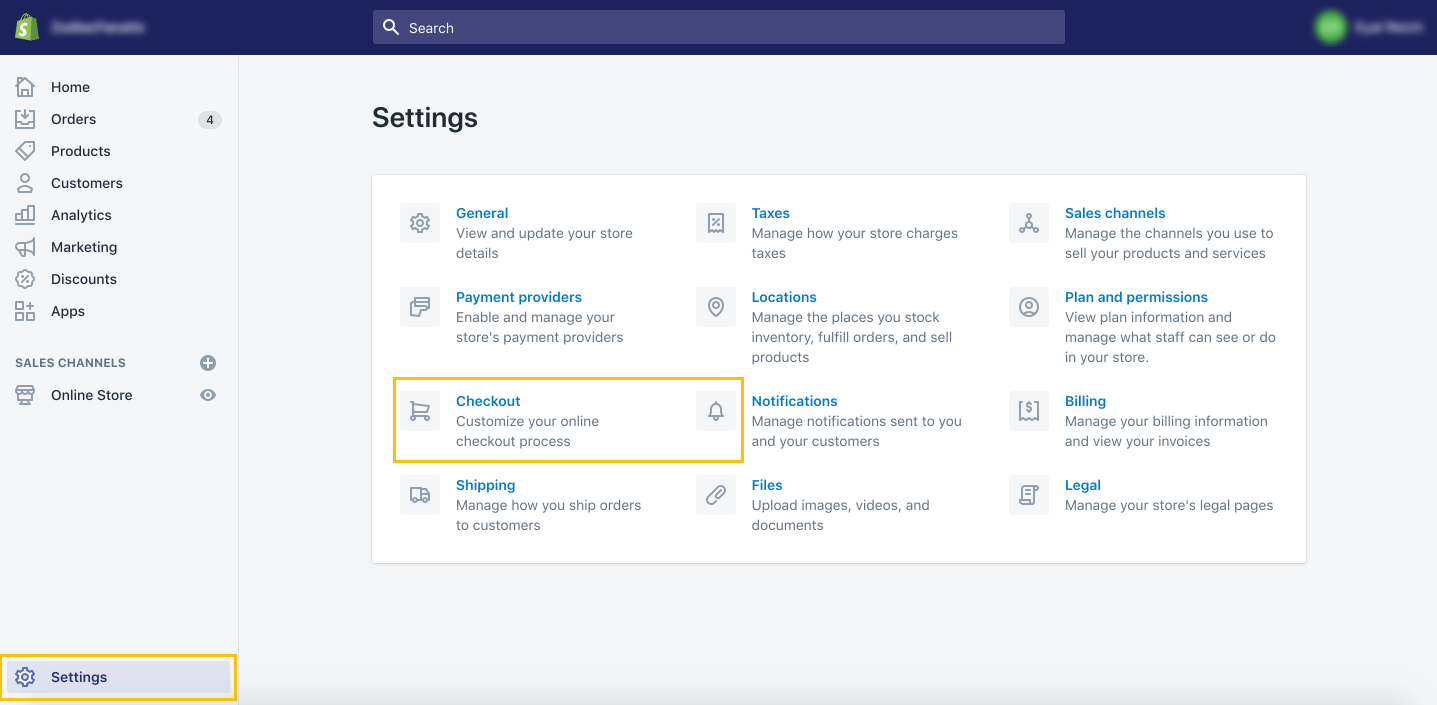 Search
Home
Orders
4
Products
Customers
Analytics
Marketing
Discounts
Apps
SALES CHANNELS
Online Store
Settings
Settings
General
View and update your store
details
Taxes
Manage how your store charges
taxes
Sales channels
Manage the channels you use to
sell your products and services
Payment providers
Enable and manage your
store's payment providers
Locations
Manage the places you stock
inventory, fulfill orders, and sell
products
Plan and permissions
View plan information and
manage what staff can see or do
in your store.
Checkout
Customize your online
checkout process
Notifications
Manage notifications sent to you
and your customers
Billing
Manage your billing information
and view your invoices
Shipping
Manage how you ship orders
to customers
Files
Upload images, videos, and
documents
Legal
Manage your store's legal pages